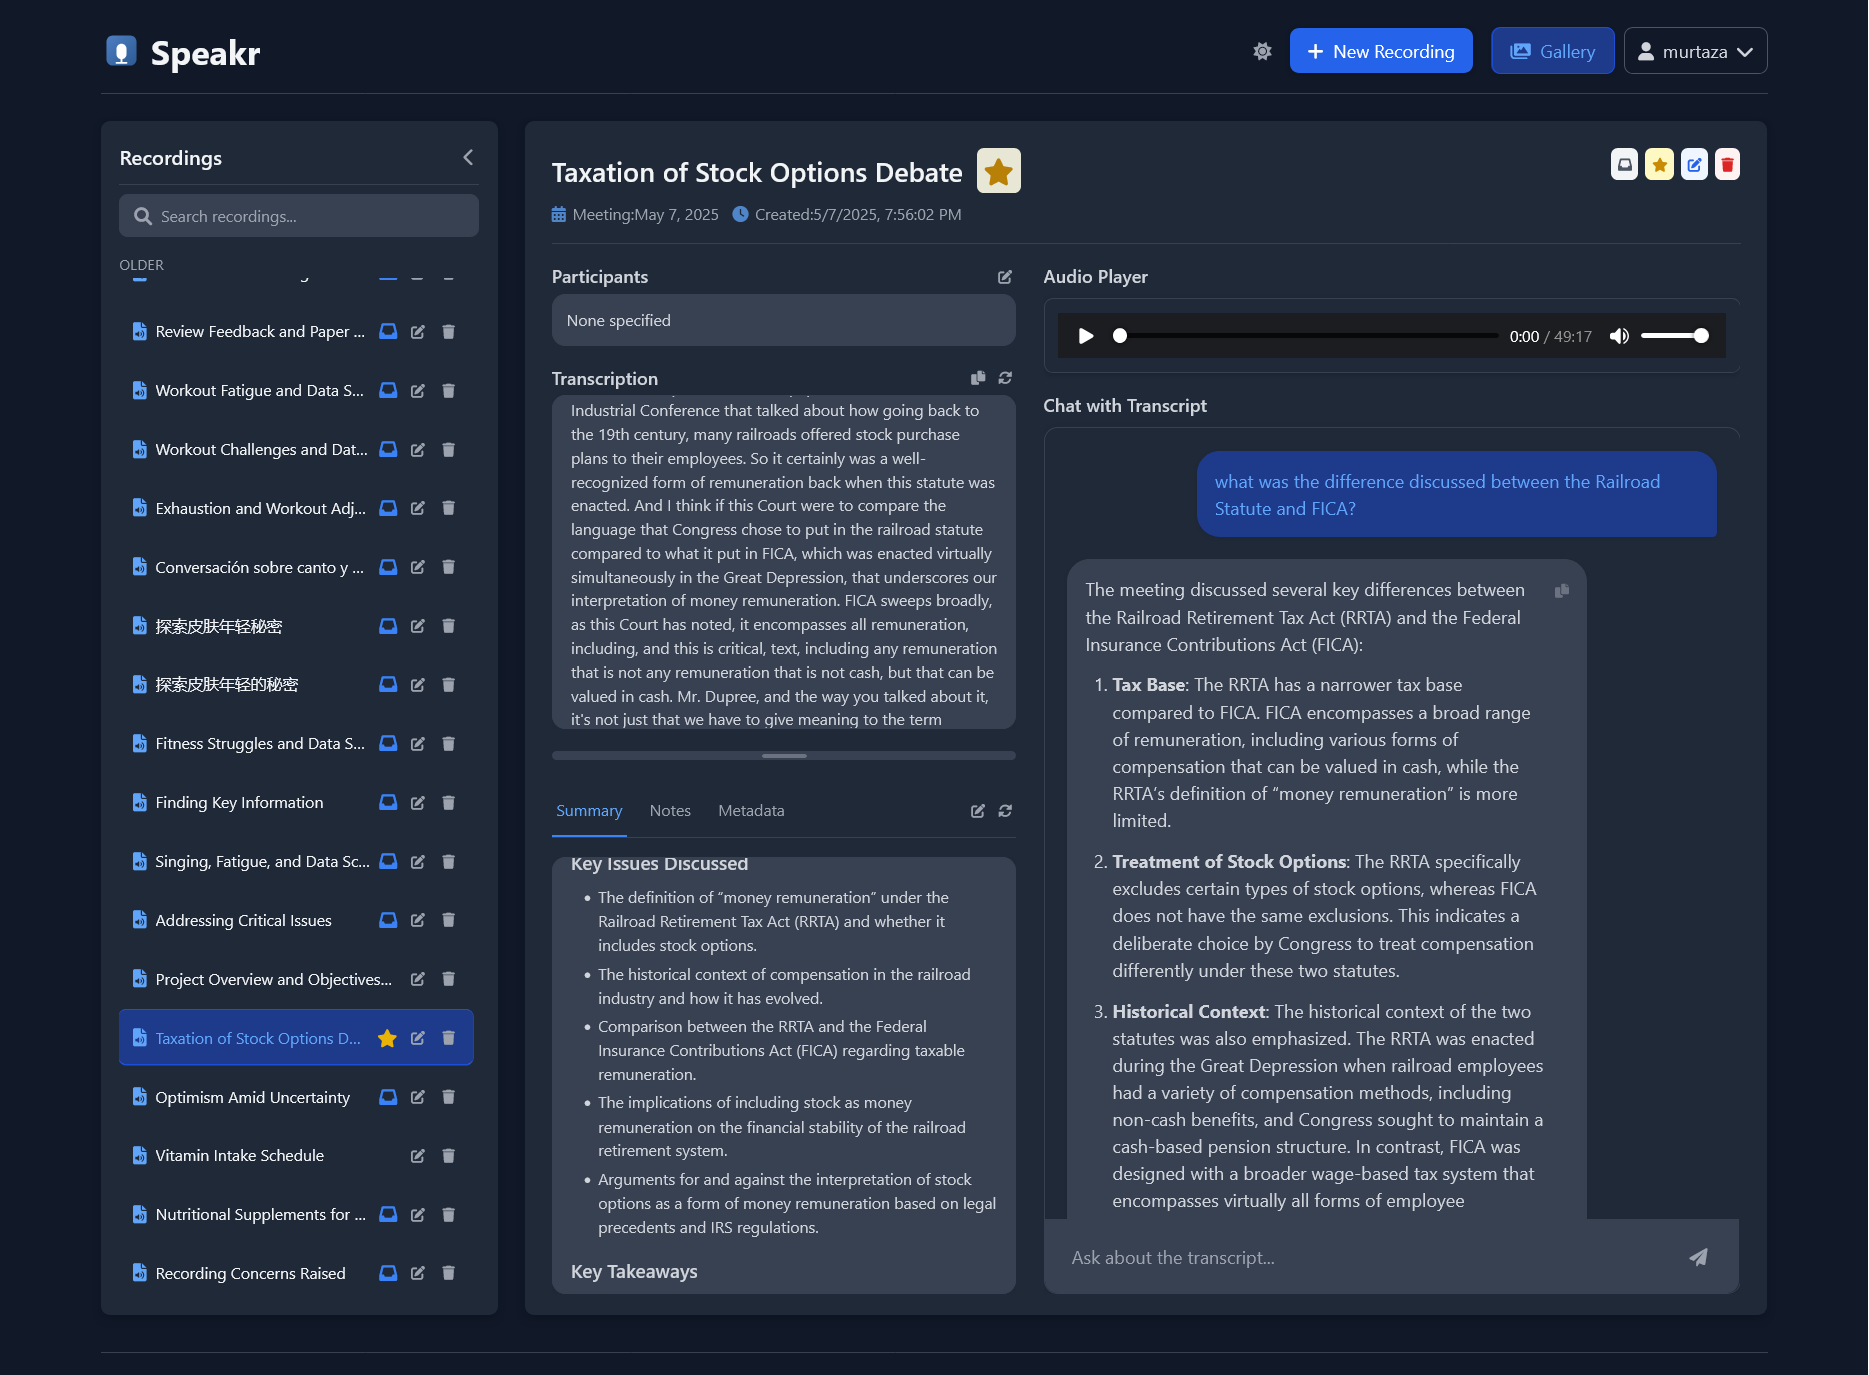 Speakr
New Recording
Gallery
murtaza
Recordings
Search recordings...
OLDER
Review Feedback and Paper ...
Workout Fatigue and Data S...
Workout Challenges and Dat...
Exhaustion and Workout Adj...
Conversación sobre canto y ...
探索皮肤年轻秘密
探索皮肤年轻的秘密
Fitness Struggles and Data S...
Finding Key Information
Singing, Fatigue, and Data Sc...
Addressing Critical Issues
Project Overview and Objectives...
Taxation of Stock Options D...
Optimism Amid Uncertainty
Vitamin Intake Schedule
Nutritional Supplements for ...
Recording Concerns Raised
Taxation of Stock Options Debate
Meeting:May 7, 2025 Created:5/7/2025, 7:56:02 PM
Participants
None specified
Transcription
Industrial Conference that talked about how going back to
the 19th century, many railroads offered stock purchase
plans to their employees. So it certainly was a well-
recognized form of remuneration back when this statute was
enacted. And I think if this Court were to compare the
language that Congress chose to put in the railroad statute
compared to what it put in FICA, which was enacted virtually
simultaneously in the Great Depression, that underscores our
interpretation of money remuneration. FICA sweeps broadly,
as this Court has noted, it encompasses all remuneration,
including, and this is critical, text, including any remuneration
that is not any remuneration that is not cash, but that can be
valued in cash. Mr. Dupree, and the way you talked about it,
it's not just that we have to give meaning to the term
Summary Notes Metadata
Key Issues Discussed
• The definition of “money remuneration” under the
Railroad Retirement Tax Act (RRTA) and whether it
includes stock options.
• The historical context of compensation in the railroad
industry and how it has evolved.
• Comparison between the RRTA and the Federal
Insurance Contributions Act (FICA) regarding taxable
remuneration.
• The implications of including stock as money
remuneration on the financial stability of the railroad
retirement system.
• Arguments for and against the interpretation of stock
options as a form of money remuneration based on legal
precedents and IRS regulations.
Key Takeaways
Audio Player
0:00 / 49:17
Chat with Transcript
what was the difference discussed between the Railroad
Statute and FICA?
The meeting discussed several key differences between
the Railroad Retirement Tax Act (RRTA) and the Federal
Insurance Contributions Act (FICA):
1. Tax Base: The RRTA has a narrower tax base
compared to FICA. FICA encompasses a broad range
of remuneration, including various forms of
compensation that can be valued in cash, while the
RRTA’s definition of “money remuneration” is more
limited.
2. Treatment of Stock Options: The RRTA specifically
excludes certain types of stock options, whereas FICA
does not have the same exclusions. This indicates a
deliberate choice by Congress to treat compensation
differently under these two statutes.
3. Historical Context: The historical context of the two
statutes was also emphasized. The RRTA was enacted
during the Great Depression when railroad employees
had a variety of compensation methods, including
non-cash benefits, and Congress sought to maintain a
cash-based pension structure. In contrast, FICA was
designed with a broader wage-based tax system that
encompasses virtually all forms of employee
Ask about the transcript...